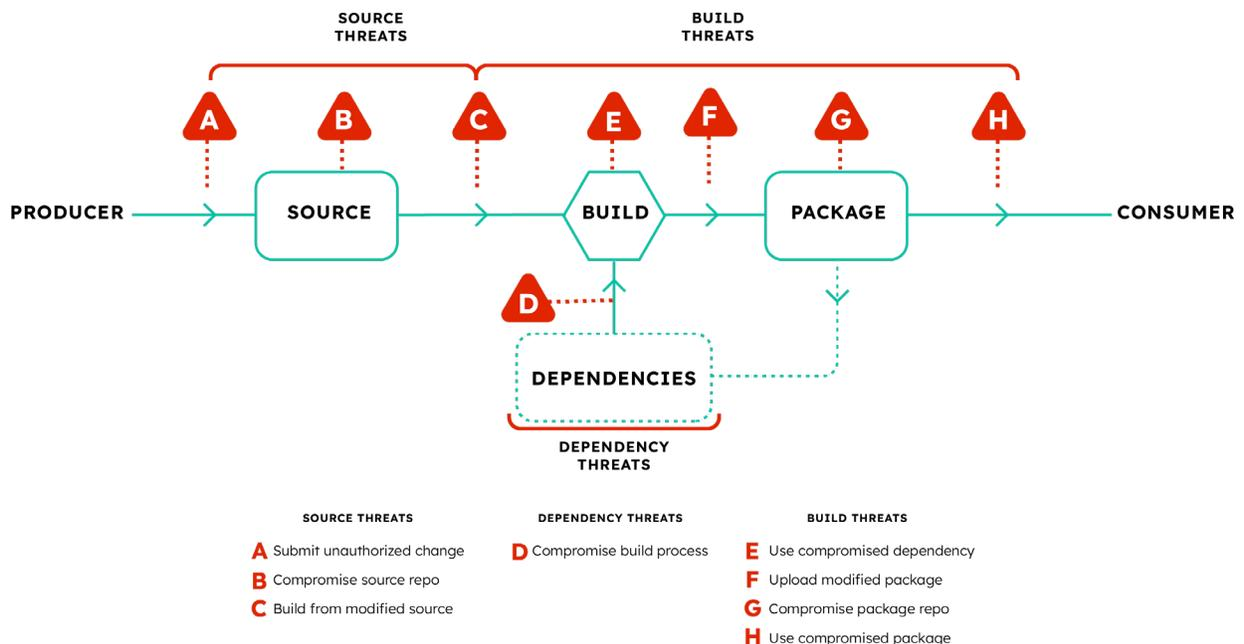 SOURCE
THREATS
BUILD
THREATS
A
B
C
E
F
G
H
PRODUCER
SOURCE
BUILD
PACKAGE
CONSUMER
D
DEPENDENCIES
DEPENDENCY
THREATS
SOURCE THREATS
A Submit unauthorized change
B Compromise source repo
C Build from modified source
DEPENDENCY THREATS
D Compromise build process
BUILD THREATS
E Use compromised dependency
F Upload modified package
G Compromise package repo
H Use compromised package